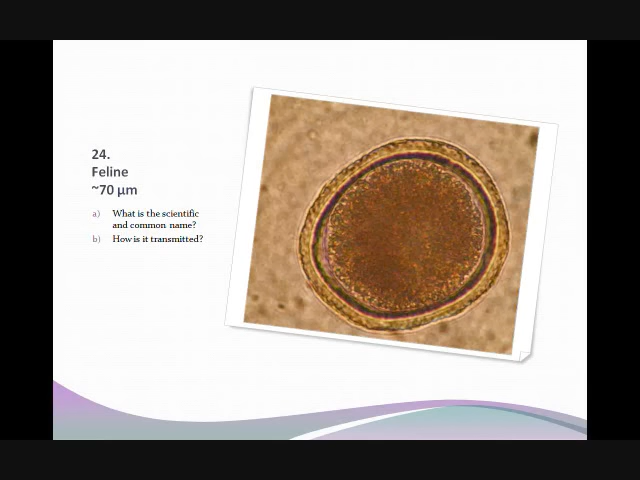 24.
Feline
~70 µm
a) What is the scientific
and common name?
b) How is it transmitted?